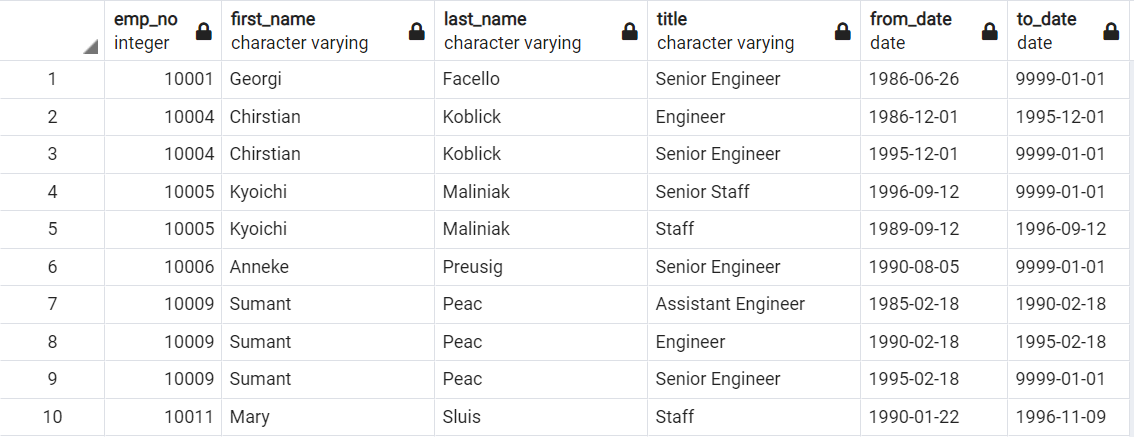 emp_no first_name last_name title from_date to_date
integer character varying character varying character varying date date
1 10001 Georgi Facello Senior Engineer 1986-06-26 9999-01-01
2 10004 Chirstian Koblick Engineer 1986-12-01 1995-12-01
3 10004 Chirstian Koblick Senior Engineer 1995-12-01 9999-01-01
4 10005 Kyoichi Maliniak Senior Staff 1996-09-12 9999-01-01
5 10005 Kyoichi Maliniak Staff 1989-09-12 1996-09-12
6 10006 Anneke Preusig Senior Engineer 1990-08-05 9999-01-01
7 10009 Sumant Peac Assistant Engineer 1985-02-18 1990-02-18
8 10009 Sumant Peac Engineer 1990-02-18 1995-02-18
9 10009 Sumant Peac Senior Engineer 1995-02-18 9999-01-01
10 10011 Mary Sluis Staff 1990-01-22 1996-11-09